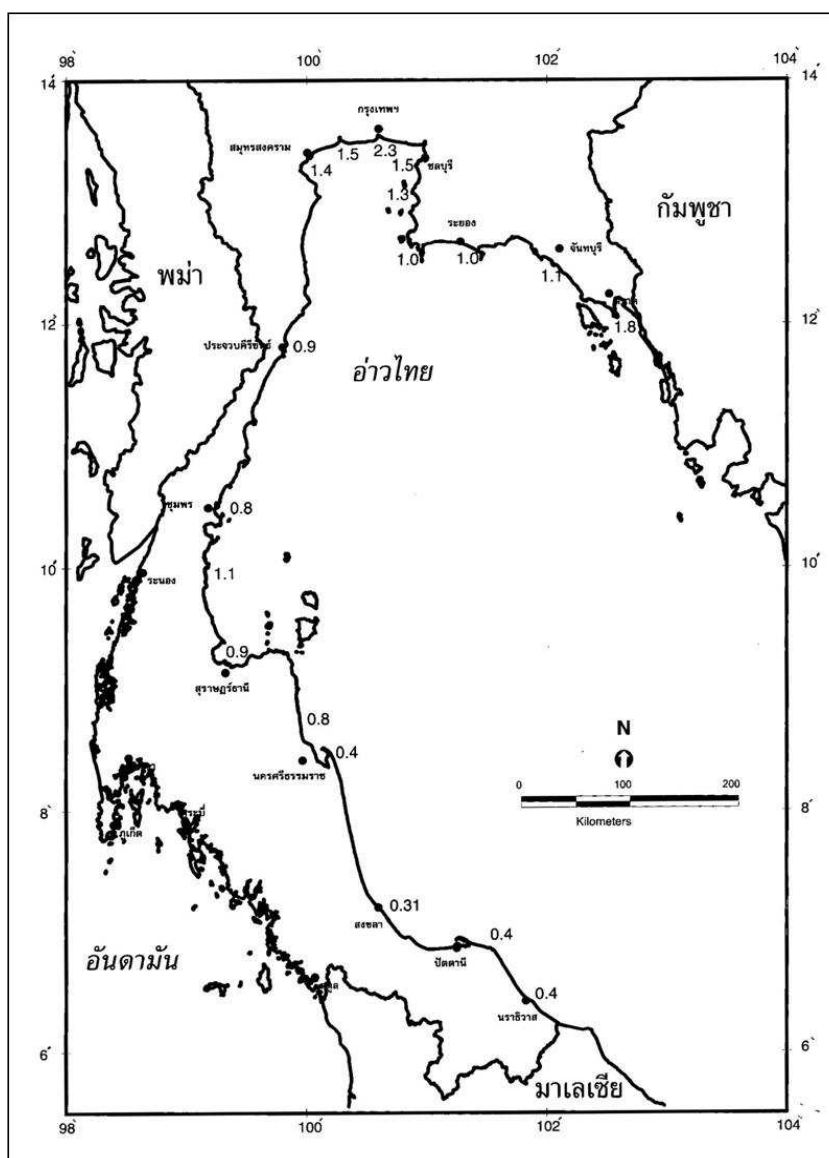 98°
100°
102°
104°
14°
14°
กรุงเทพฯ
สมุทรสงคราม
1.5
2.3
1.4
1.5
ชลบุรี
1.3
กัมพูชา
ระยอง
จันทบุรี
1.0
1.0
1.1
พม่า
1.8
12°
12°
ประจวบคีรีขันธ์
0.9
อ่าวไทย
ชุมพร
0.8
10°
10°
ระนอง
1.1
0.9
สุราษฎร์ธานี
0.8
N
0.4
นครศรีธรรมราช
0
100
200
Kilometers
8°
8°
ภูเก็ต
0.31
สงขลา
อันดามัน
0.4
ปัตตานี
0.4
นราธิวาส
6°
6°
มาเลเซีย
98°
100°
102°
104°